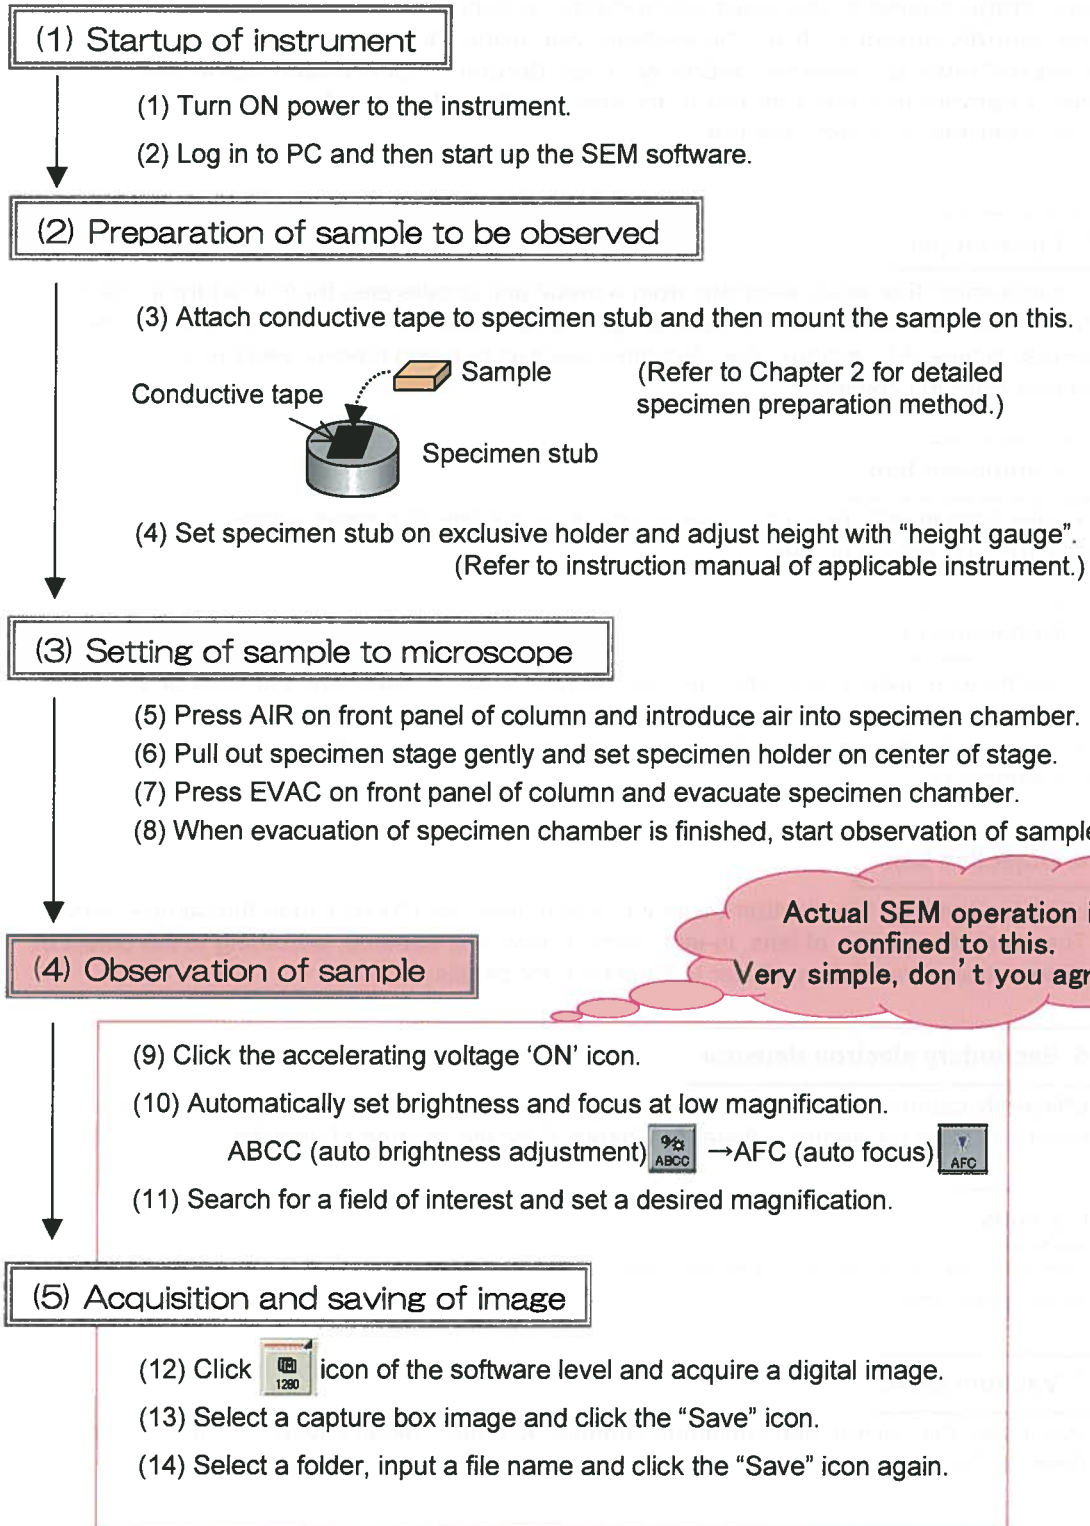 (1) Startup of instrument
(1) Turn ON power to the instrument.
(2) Log in to PC and then start up the SEM software.
(2) Preparation of sample to be observed
(3) Attach conductive tape to specimen stub and then mount the sample on this.
Sample
(Refer to Chapter 2 for detailed
Conductive tape
specimen preparation method.)
Specimen stub
(4) Set specimen stub on exclusive holder and adjust height with “height gauge”.
(Refer to instruction manual of applicable instrument.)
(3) Setting of sample to microscope
(5) Press AIR on front panel of column and introduce air into specimen chamber.
(6) Pull out specimen stage gently and set specimen holder on center of stage.
(7) Press EVAC on front panel of column and evacuate specimen chamber.
(8) When evacuation of specimen chamber is finished, start observation of sample
Actual SEM operation i
confined to this.
Very simple, don’t you agr
(4) Observation of sample
(9) Click the accelerating voltage ‘ON’ icon.
(10) Automatically set brightness and focus at low magnification.
ABCC (auto brightness adjustment) ABCC →AFC (auto focus) AFC
(11) Search for a field of interest and set a desired magnification.
(5) Acquisition and saving of image
(12) Click 1280 icon of the software level and acquire a digital image.
(13) Select a capture box image and click the “Save” icon.
(14) Select a folder, input a file name and click the “Save” icon again.